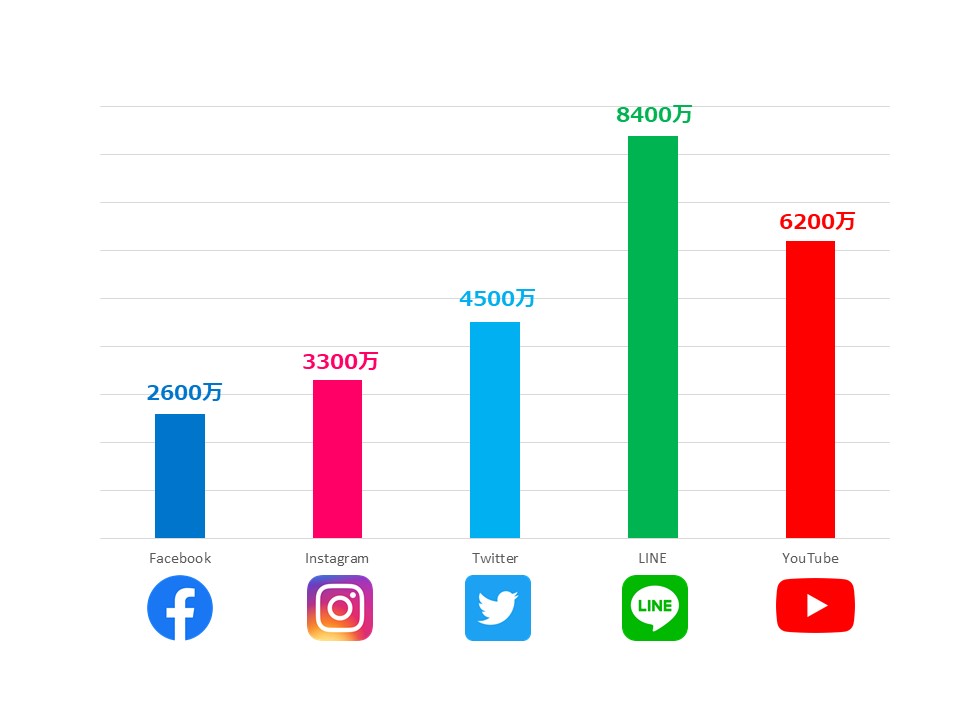 8400万
6200万
4500万
3300万
2600万
Facebook Instagram Twitter LINE YouTube
LINE